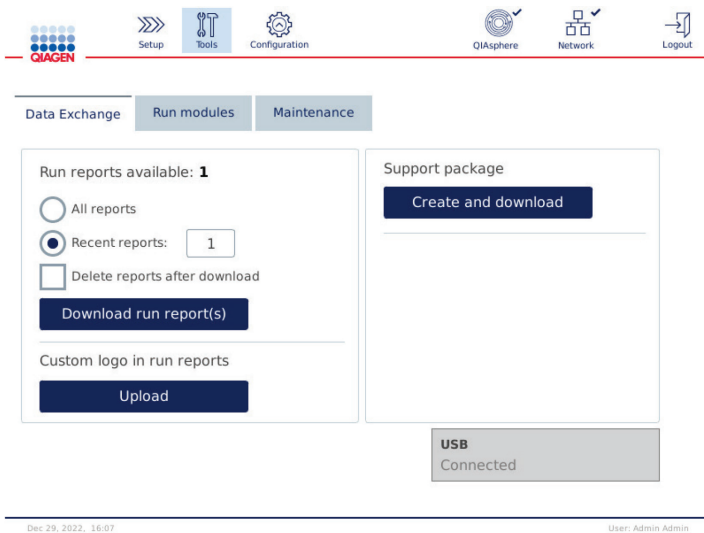 QIAGEN
Setup
Tools
Configuration
QIAsphere
Network
Logout
Data Exchange
Run modules
Maintenance
Run reports available: 1
All reports
Recent reports: 1
Delete reports after download
Download run report(s)
Custom logo in run reports
Upload
Support package
Create and download
USB
Connected
Dec 29, 2022, 16:07
User: Admin Admin